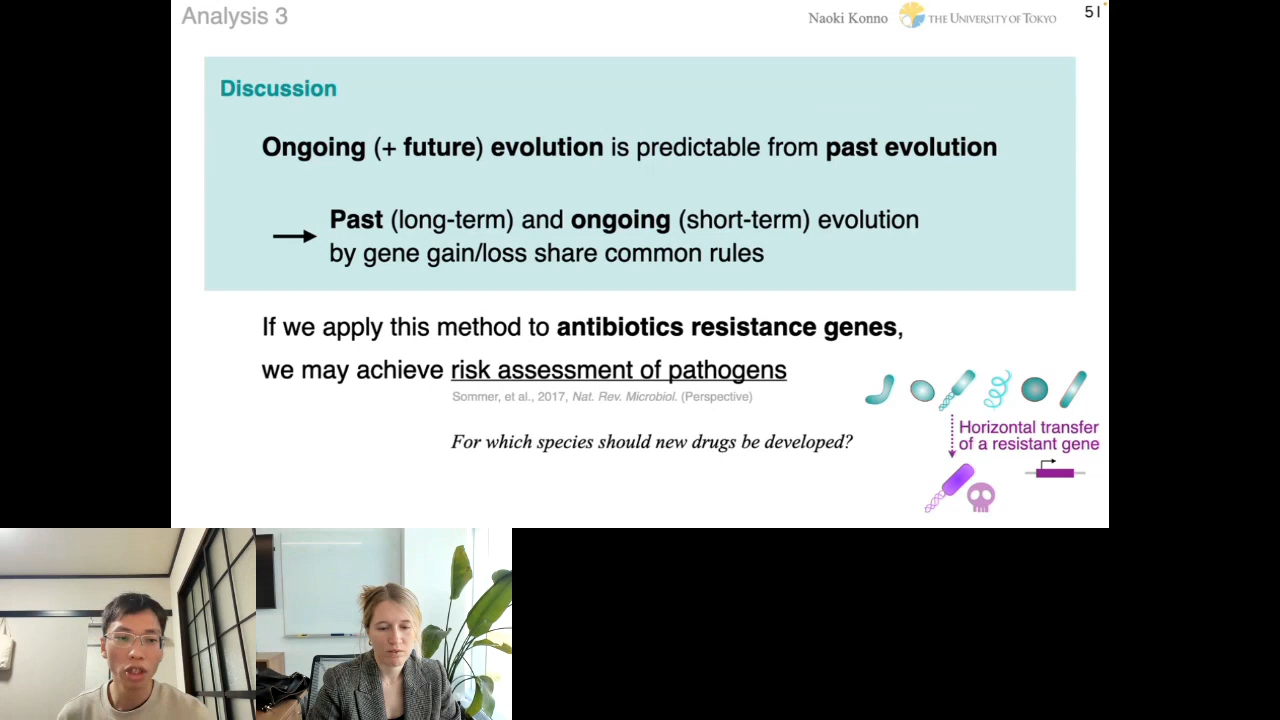 Analysis 3
Naoki Konno THE UNIVERSITY OF TOKYO 51
Discussion
Ongoing (+ future) evolution is predictable from past evolution
Past (long-term) and ongoing (short-term) evolution
by gene gain/loss share common rules
If we apply this method to antibiotics resistance genes,
we may achieve risk assessment of pathogens
Sommer, et al., 2017, Nat. Rev. Microbiol. (Perspective)
For which species should new drugs be developed?
Horizontal transfer
of a resistant gene